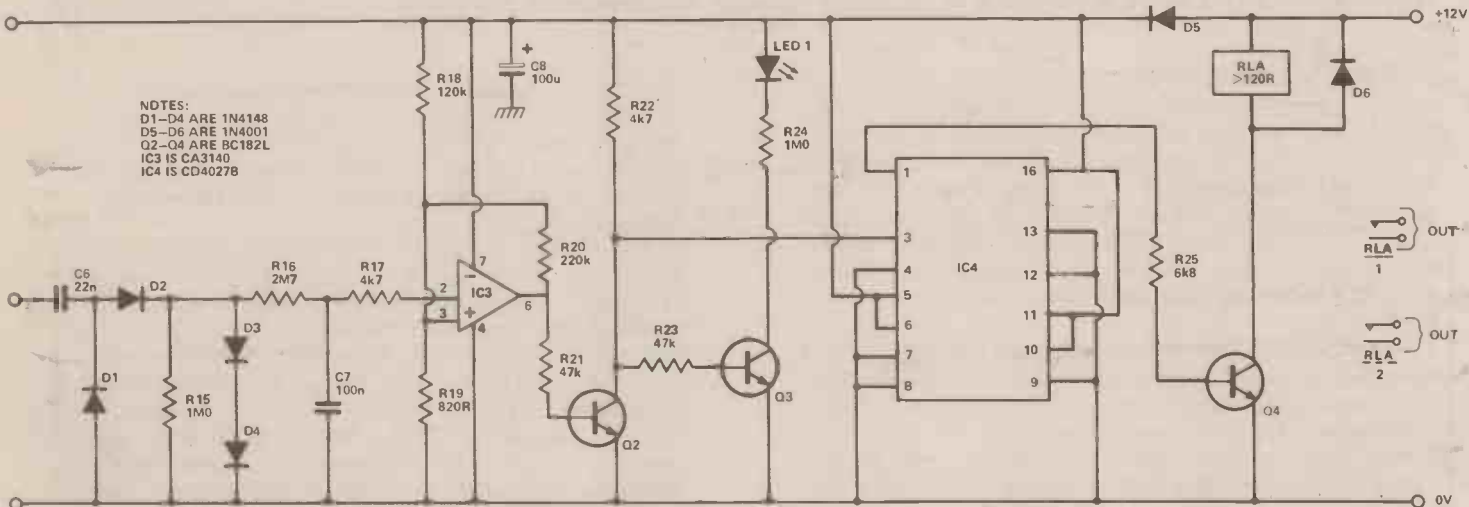 +12V
D5
RLA
>120R
D6
LED 1
+
C8
100u
R18
120k
R22
4k7
R24
1M0
NOTES:
D1–D4 ARE 1N4148
D5–D6 ARE 1N4001
Q2–Q4 ARE BC182L
IC3 IS CA3140
IC4 IS CD4027B
1
16
3
13
4
12
5
11
6
10
7
9
8
IC4
R25
6k8
RLA
1
OUT
RLA
2
OUT
C6
22n
D2
R16
2M7
R17
4k7
2
3
7
−
IC3
+
4
6
R20
220k
D3
R23
47k
R21
47k
D1
R15
1M0
C7
100n
R19
820R
D4
Q2
Q3
Q4
0V